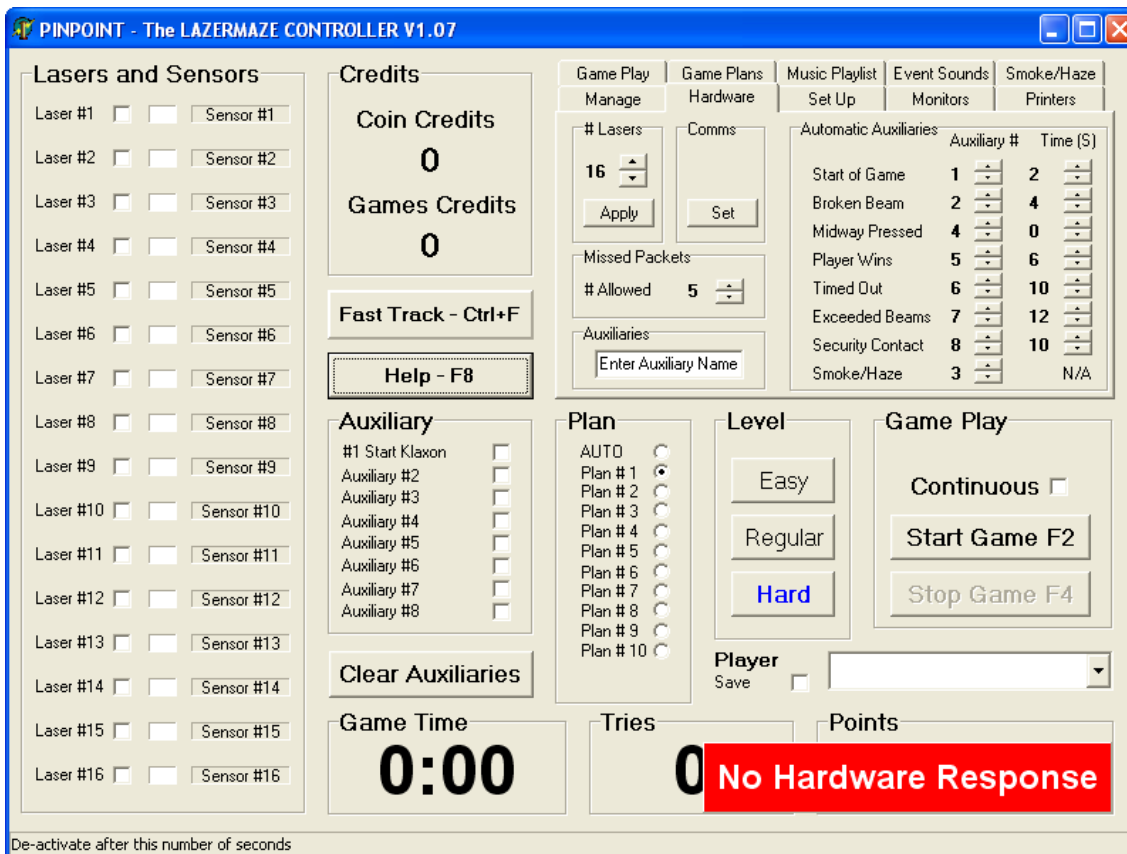 PINPOINT - The LAZERMAZE CONTROLLER V1.07
Lasers and Sensors
Laser #1 Sensor #1
Laser #2 Sensor #2
Laser #3 Sensor #3
Laser #4 Sensor #4
Laser #5 Sensor #5
Laser #6 Sensor #6
Laser #7 Sensor #7
Laser #8 Sensor #8
Laser #9 Sensor #9
Laser #10 Sensor #10
Laser #11 Sensor #11
Laser #12 Sensor #12
Laser #13 Sensor #13
Laser #14 Sensor #14
Laser #15 Sensor #15
Laser #16 Sensor #16
Credits
Coin Credits
0
Games Credits
0
Fast Track - Ctrl+F
Help - F8
Game Play Game Plans Music Playlist Event Sounds Smoke/Haze
Manage Hardware Set Up Monitors Printers
# Lasers
16
Apply
Comms
Set
Missed Packets
# Allowed 5
Auxiliaries
Enter Auxiliary Name
Automatic Auxiliaries
Auxiliary # Time (S)
Start of Game 1 2
Broken Beam 2 4
Midway Pressed 4 0
Player Wins 5 6
Timed Out 6 10
Exceeded Beams 7 12
Security Contact 8 10
Smoke/Haze 3 N/A
Auxiliary
#1 Start Klaxon
Auxiliary #2
Auxiliary #3
Auxiliary #4
Auxiliary #5
Auxiliary #6
Auxiliary #7
Auxiliary #8
Clear Auxiliaries
Plan
AUTO
Plan # 1
Plan # 2
Plan # 3
Plan # 4
Plan # 5
Plan # 6
Plan # 7
Plan # 8
Plan # 9
Plan # 10
Level
Easy
Regular
Hard
Game Play
Continuous
Start Game F2
Stop Game F4
Player
Save
Game Time
0:00
Tries
0
Points
No Hardware Response
De-activate after this number of seconds